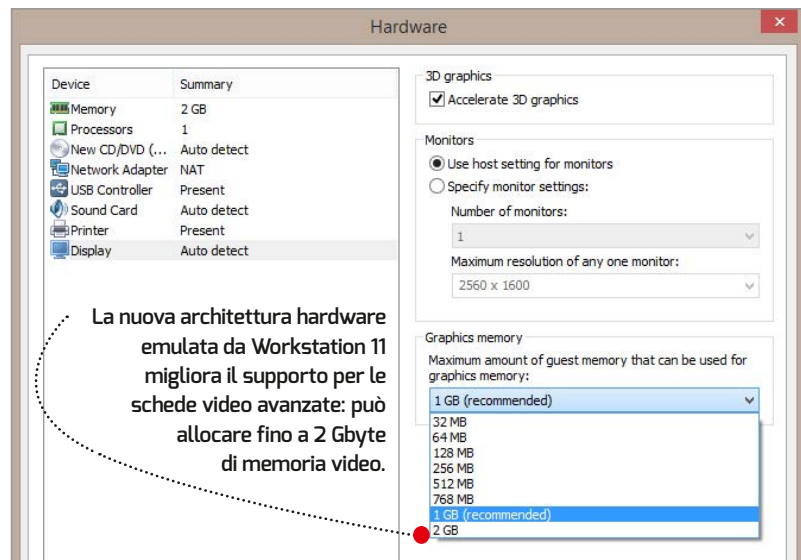 Hardware
Device Summary
Memory 2 GB
Processors 1
New CD/DVD (... Auto detect
Network Adapter NAT
USB Controller Present
Sound Card Auto detect
Printer Present
Display Auto detect
La nuova architettura hardware
emulata da Workstation 11
migliora il supporto per le
schede video avanzate: può
allocare fino a 2 Gbyte
di memoria video.
3D graphics
Accelerate 3D graphics
Monitors
Use host setting for monitors
Specify monitor settings:
Number of monitors:
1
Maximum resolution of any one monitor:
2560 x 1600
Graphics memory
Maximum amount of guest memory that can be used for
graphics memory:
1 GB (recommended)
32 MB
64 MB
128 MB
256 MB
512 MB
768 MB
1 GB (recommended)
2 GB